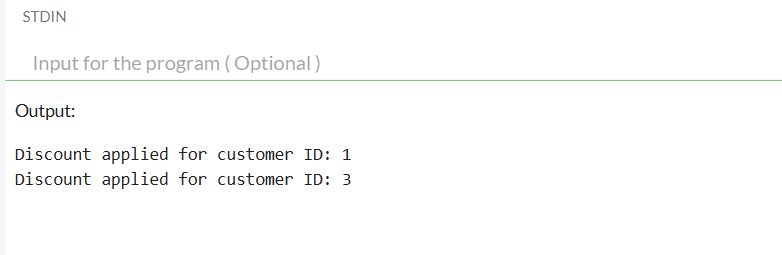 STDIN
Input for the program ( Optional )
Output:
Discount applied for customer ID: 1
Discount applied for customer ID: 3